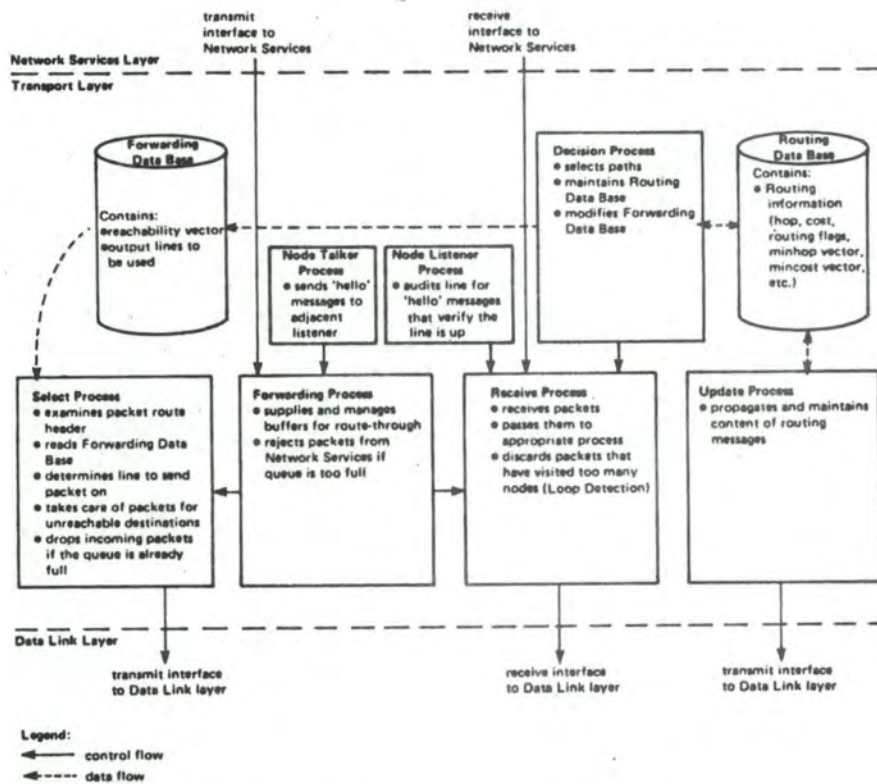 transmit
interface to
Network Services
receive
interface to
Network Services
Network Services Layer
Transport Layer
Forwarding
Data Base
Contains:
● reachability vector
● output lines to
be used
Decision Process
● selects paths
● maintains Routing
Data Base
● modifies Forwarding
Data Base
Routing
Data Base
Contains:
● Routing
information
(hop, cost,
routing flags,
minhop vector,
mincost vector,
etc.)
Node Talker
Process
● sends 'hello'
messages to
adjacent
listener
Node Listener
Process
● audits line for
'hello' messages
that verify the
line is up
Select Process
● examines packet route
header
● reads Forwarding Data
Base
● determines line to send
packet on
● takes care of packets for
unreachable destinations
● drops incoming packets
if the queue is already
full
Forwarding Process
● supplies and manages
buffers for route-through
● rejects packets from
Network Services if
queue is too full
Receive Process
● receives packets
● passes them to
appropriate process
● discards packets that
have visited too many
nodes (Loop Detection)
Update Process
● propagates and maintains
content of routing
messages
Data Link Layer
transmit interface
to Data Link layer
receive interface
to Data Link layer
transmit interface
to Data Link layer
Legend:
control flow
data flow